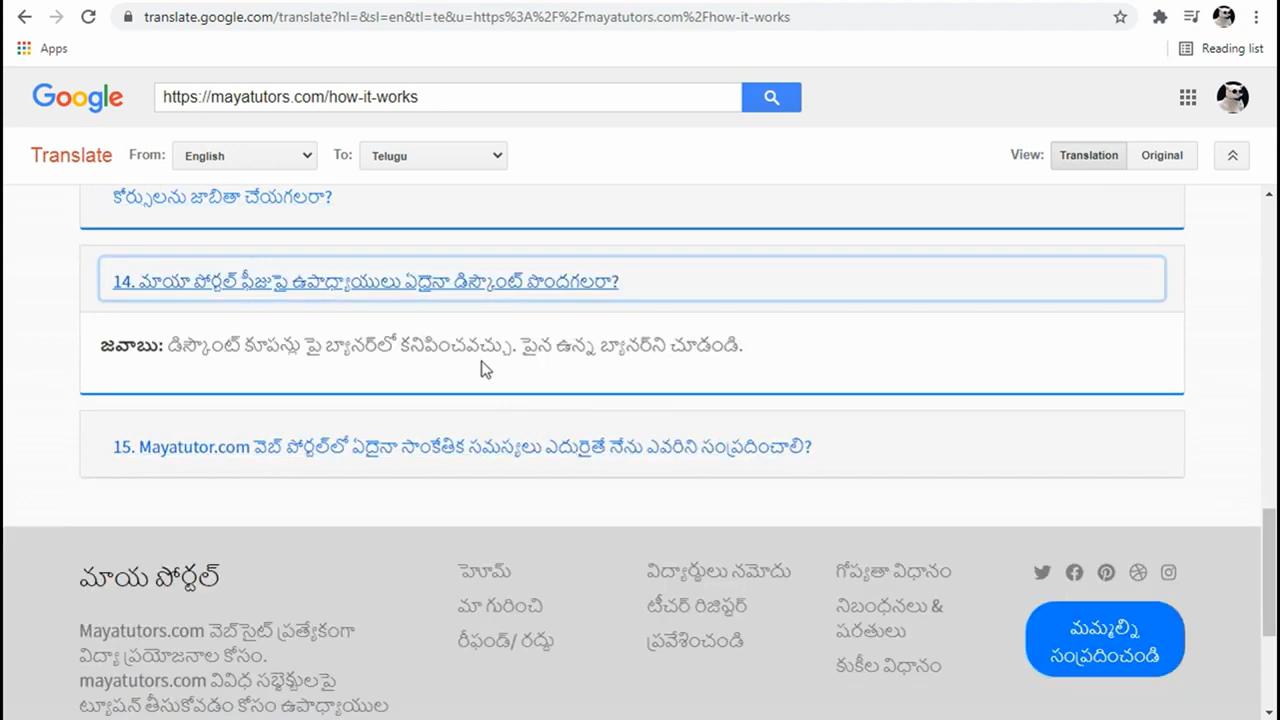 translate.google.com/translate?hl=&sl=en&tl=te&u=https%3A%2F%2Fmayatutors.com%2Fhow-it-works
Apps
Reading list
Google
https://mayatutors.com/how-it-works
Translate From: English To: Telugu View: Translation Original
కోర్సులను జాబితా చేయగలరా?
14. మాయా పోర్టల్ ఫీజుపై ఉపాధ్యాయులు ఏదైనా డిస్కౌంట్ పొందగలరా?
జవాబు: డిస్కౌంట్ కూపన్లు పై బ్యానర్‌లో కనిపించవచ్చు. పైన ఉన్న బ్యానర్‌ని చూడండి.
15. Mayatutor.com వెబ్ పోర్టల్‌లో ఏదైనా సాంకేతిక సమస్యలు ఎదురైతే నేను ఎవరిని సంప్రదించాలి?
మాయ పోర్టల్
Mayatutors.com వెబ్‌సైట్ ప్రత్యేకంగా
విద్యా ప్రయోజనాల కోసం.
mayatutors.com వివిధ సబ్జెక్టులపై
ట్యూషన్ తీసుకోవడం కోసం ఉపాధ్యాయుల
హోమ్
మా గురించి
రీఫండ్/ రద్దు
విద్యార్థులు నమోదు
టీచర్ రిజిష్టర్
ప్రవేశించండి
గోప్యతా విధానం
నిబంధనలు &
షరతులు
కుకీల విధానం
మమ్మల్ని
సంప్రదించండి